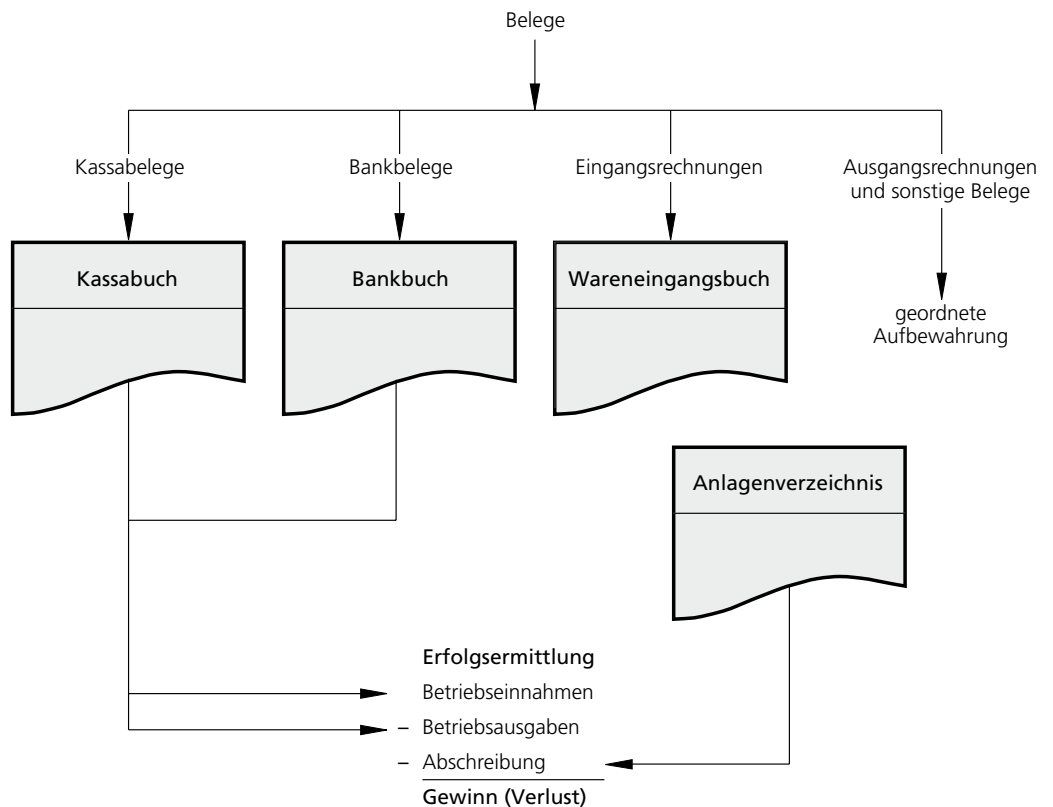 Belege
Kassabelege
Bankbelege
Eingangsrechnungen
Ausgangsrechnungen
und sonstige Belege
Kassabuch
Bankbuch
Wareneingangsbuch
geordnete
Aufbewahrung
Anlagenverzeichnis
Erfolgsermittlung
Betriebseinnahmen
– Betriebsausgaben
– Abschreibung
Gewinn (Verlust)